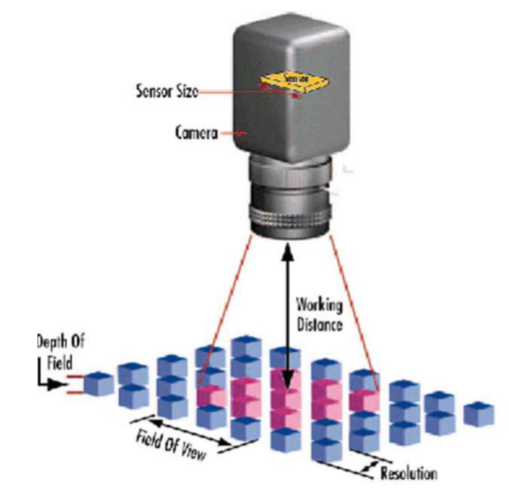 Sensor
Sensor Size
Camera
Working
Distance
Depth Of
Field
Field Of View
Resolution